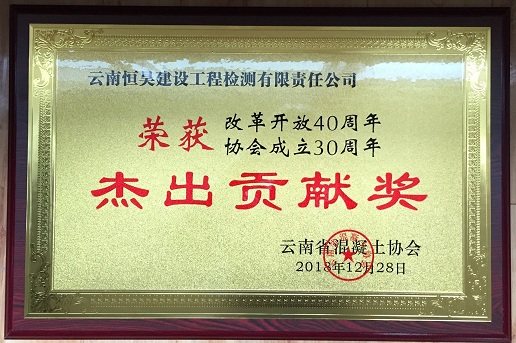 云南恒昊建设工程检测有限责任公司
荣获 改革开放40周年
协会成立30周年
杰出贡献奖
云南省混凝土协会
2018年12月28日